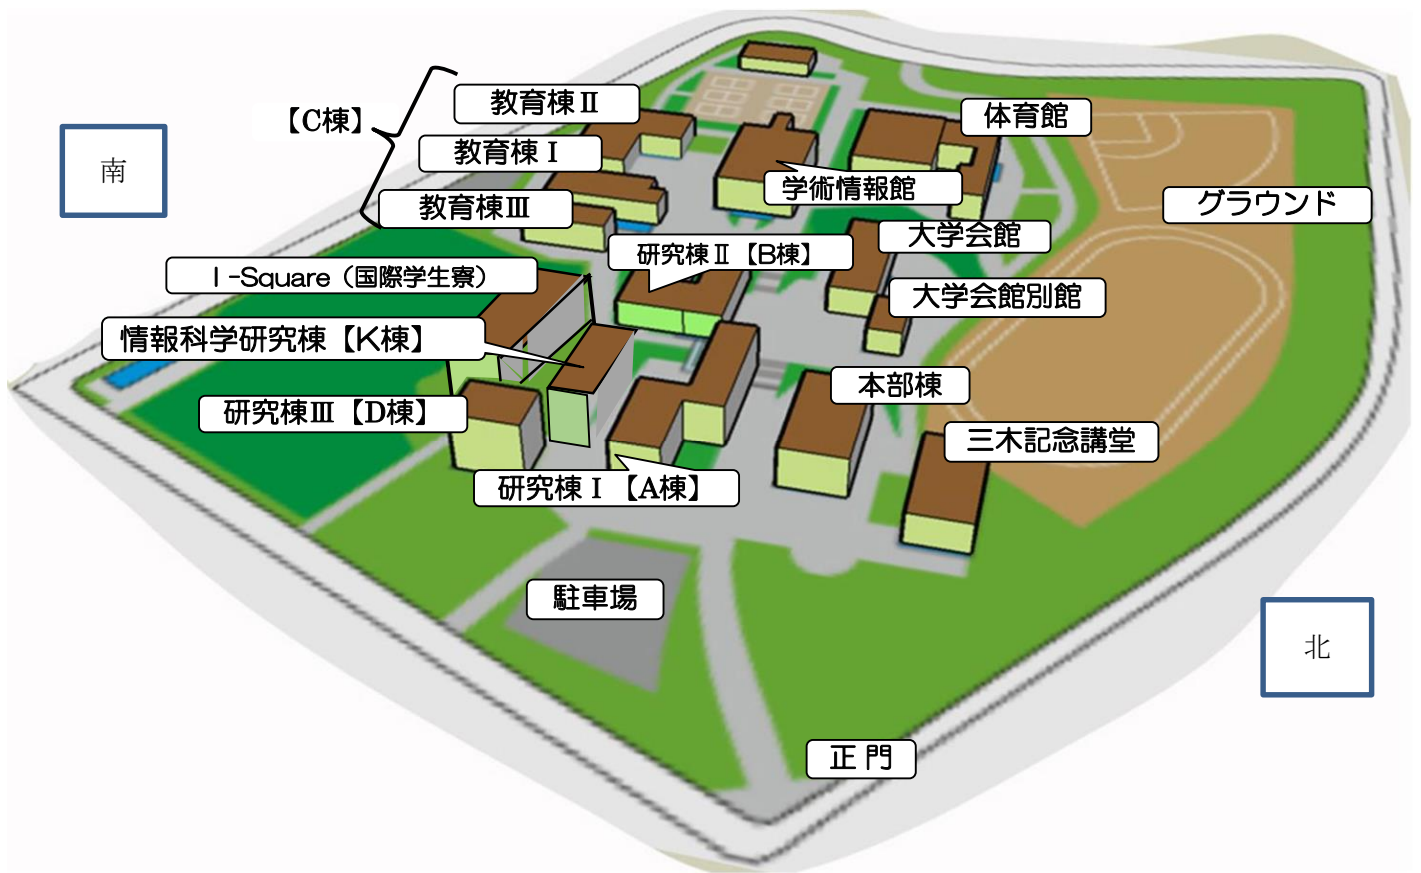 教育棟Ⅱ
体育館
【C棟】
南
教育棟Ⅰ
学術情報館
グラウンド
教育棟Ⅲ
大学会館
研究棟Ⅱ【B棟】
I-Square（国際学生寮）
大学会館別館
情報科学研究棟【K棟】
本部棟
研究棟Ⅲ【D棟】
三木記念講堂
研究棟Ⅰ【A棟】
駐車場
北
正門